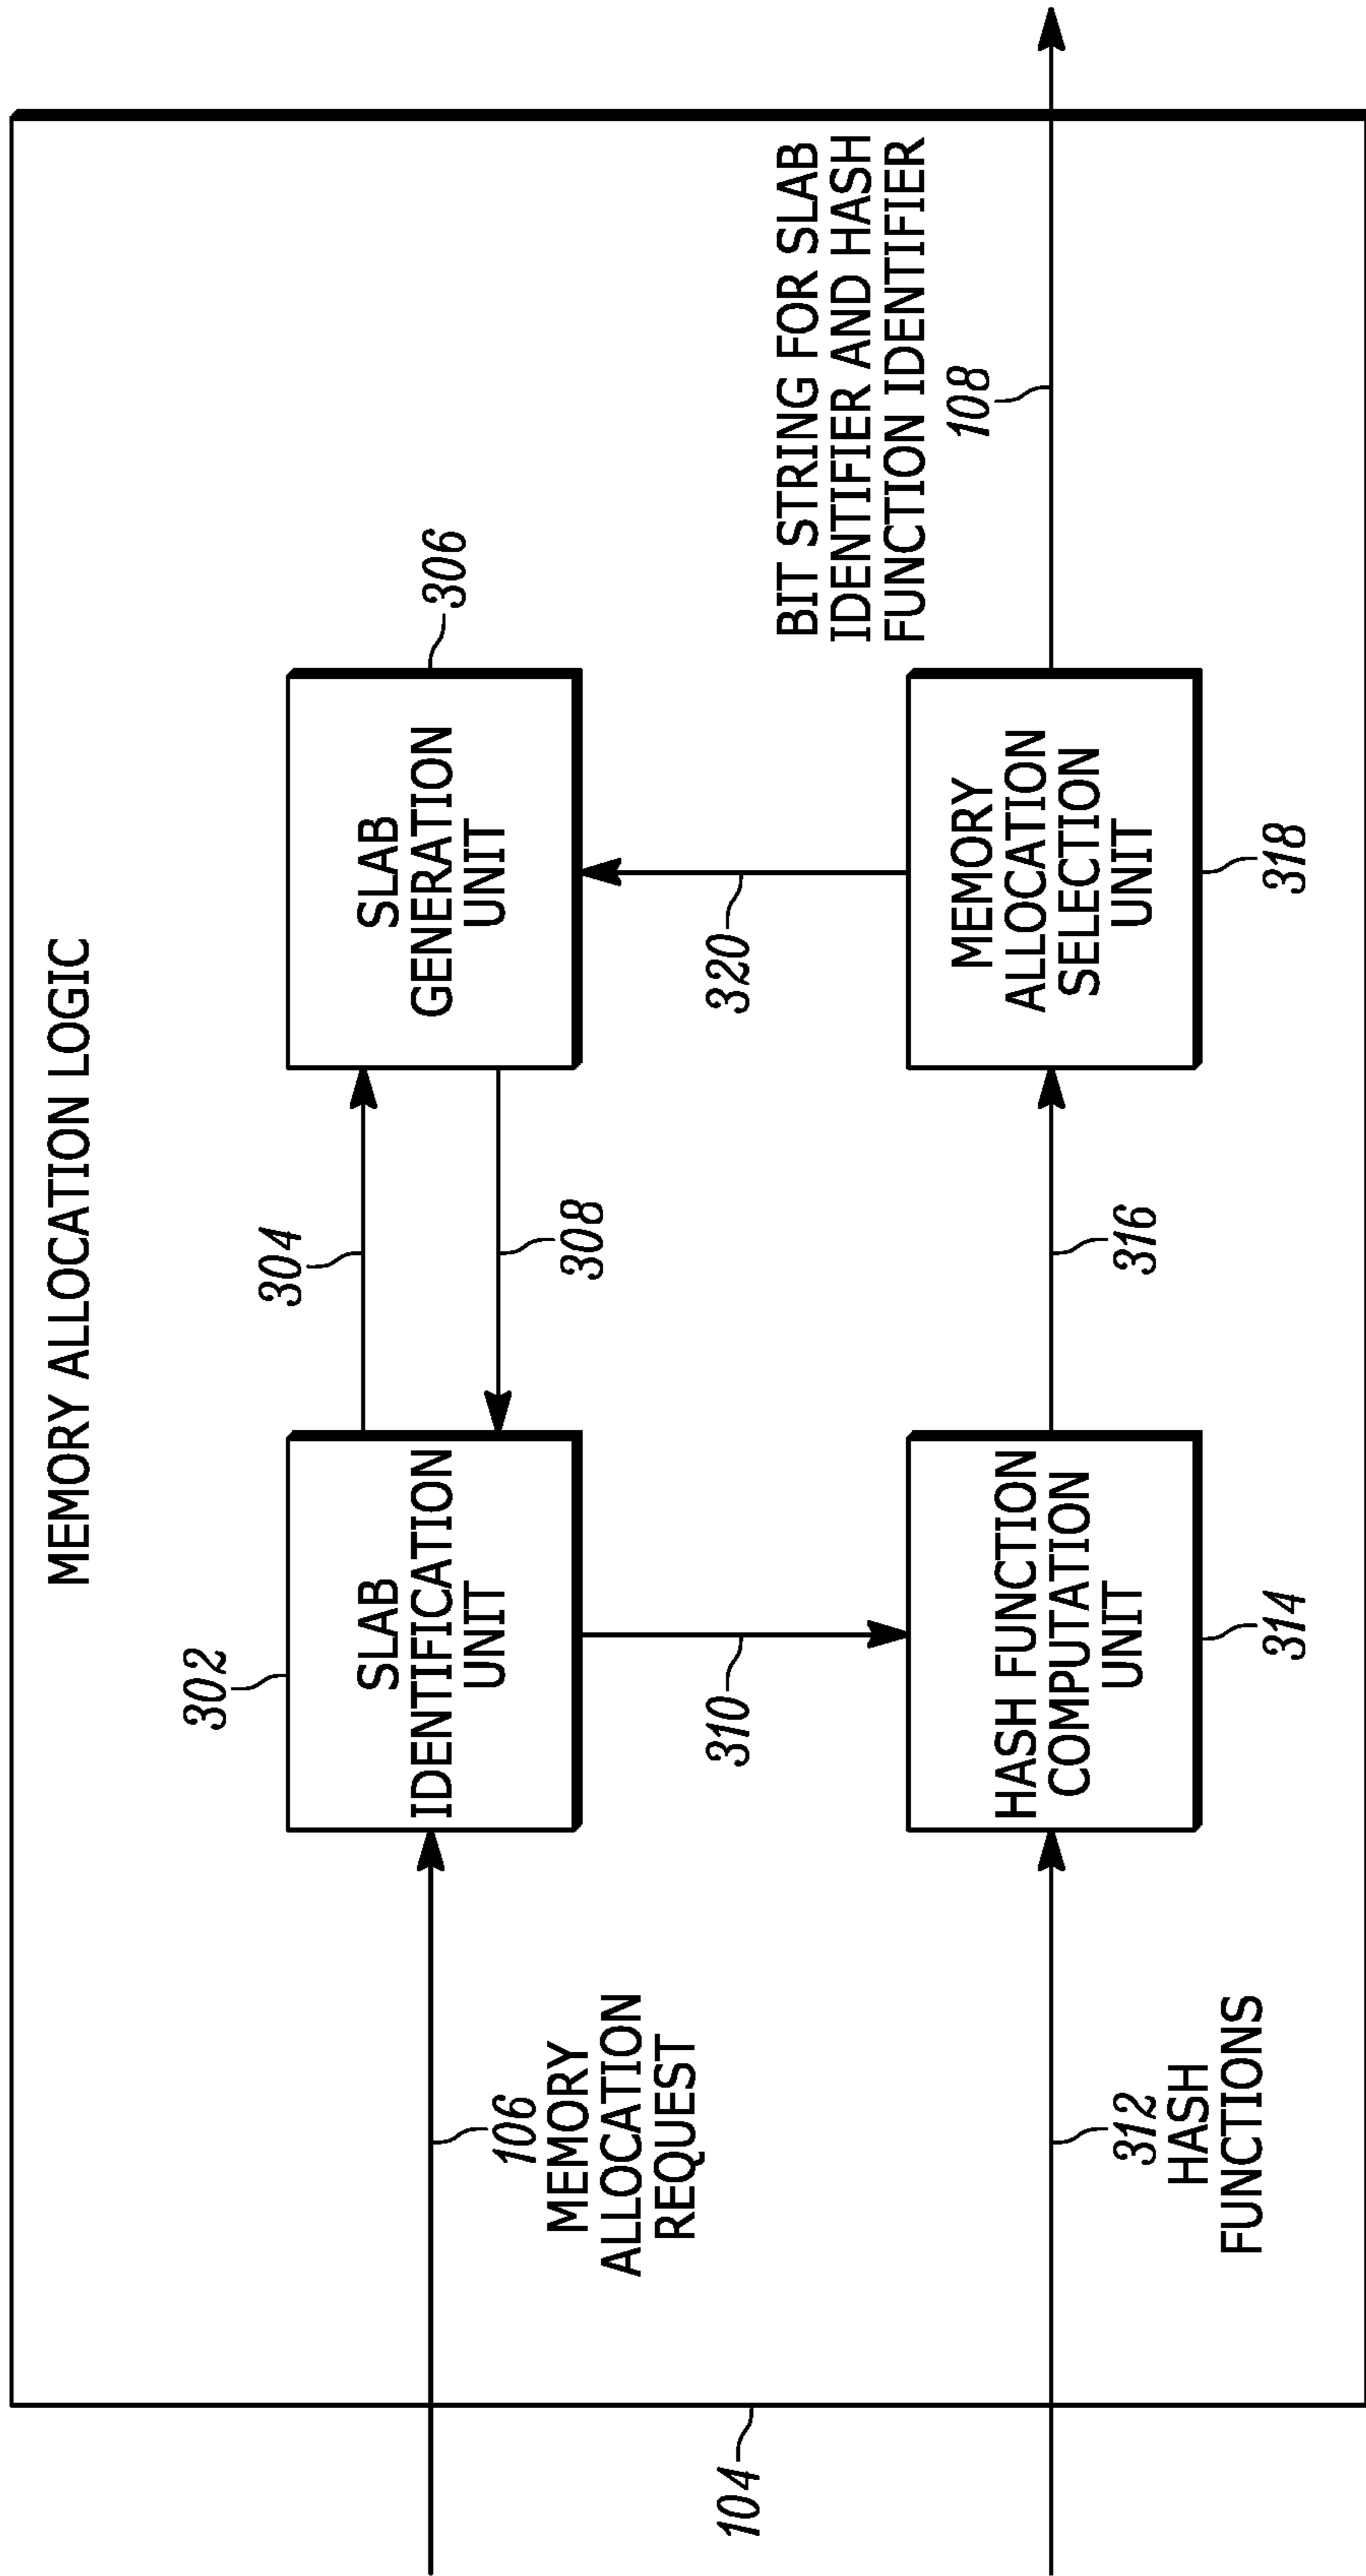 MEMORY ALLOCATION LOGIC
302
SLAB
IDENTIFICATION
UNIT
304
308
SLAB
GENERATION
UNIT
306
106
MEMORY
ALLOCATION
REQUEST
310
320
BIT STRING FOR SLAB
IDENTIFIER AND HASH
FUNCTION IDENTIFIER
108
104
312
HASH
FUNCTIONS
HASH FUNCTION
COMPUTATION
UNIT
314
316
MEMORY
ALLOCATION
SELECTION
UNIT
318